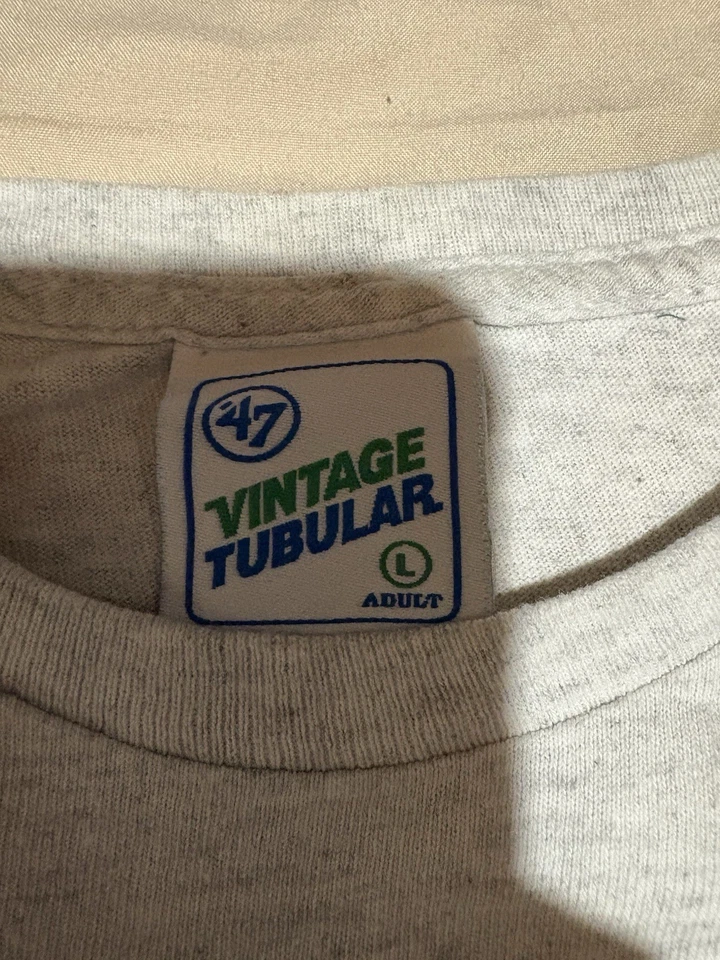 '47
VINTAGE
TUBULAR
L
ADULT